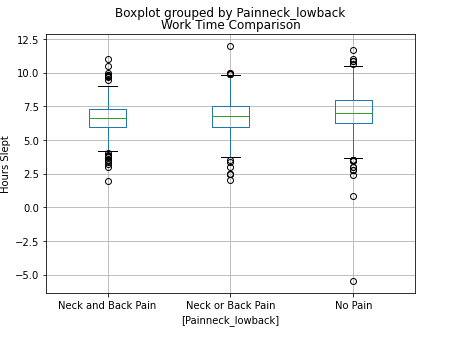 Boxplot grouped by Painneck_lowback
Work Time Comparison
12.5
10.0
7.5
5.0
2.5
0.0
−2.5
−5.0
Hours Slept
Neck and Back Pain
Neck or Back Pain
No Pain
[Painneck_lowback]